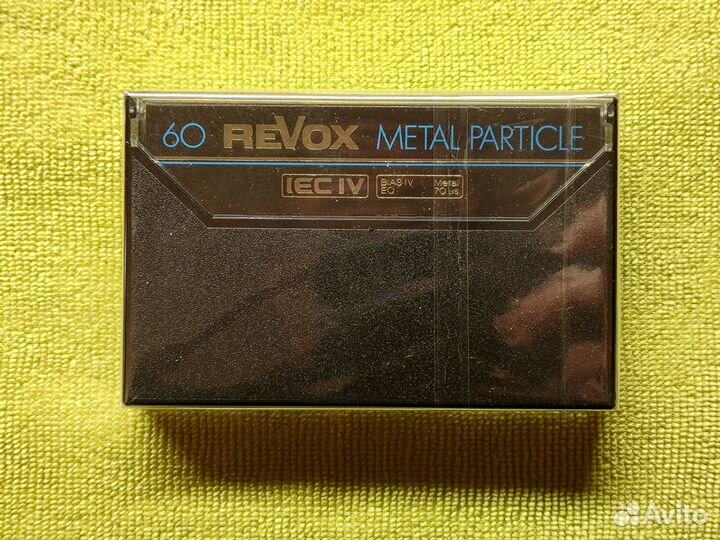 60 REVOX METAL PARTICLE
IEC IV BIAS IV Metal
EQ 70 µs
Avito